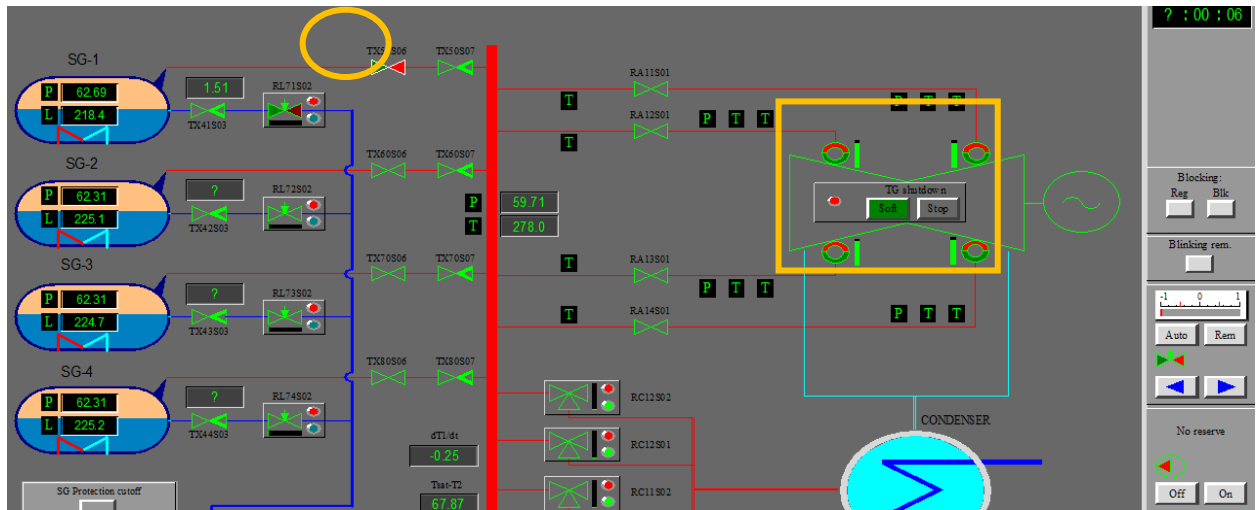 ? : 00 : 06
SG-1
P 62.69
L 218.4
1.51
TX41S03
RL71S02
TX50S07
SG-2
P 62.31
L 225.1
?
TX42S03
RL72S02
TX60S06 TX60S07
SG-3
P 62.31
L 224.7
?
TX43S03
RL73S02
TX70S06 TX70S07
SG-4
P 62.31
L 225.2
?
TX44S03
RL74S02
TX80S06 TX80S07
SG Protection cutoff
dT1/dt
-0.25
Tsat-T2
67.87
P 59.71
T 278.0
RA11S01
T
P T T
RA12S01
T
P T T
TG shutdown
Soft Stop
RA13S01
T
P T T
RA14S01
T
P T T
RC12S02
RC12S01
RC11S02
CONDENSER
Blocking:
Reg Blk
Blinking rem.
-1 0 1
Auto Rem
No reserve
Off On